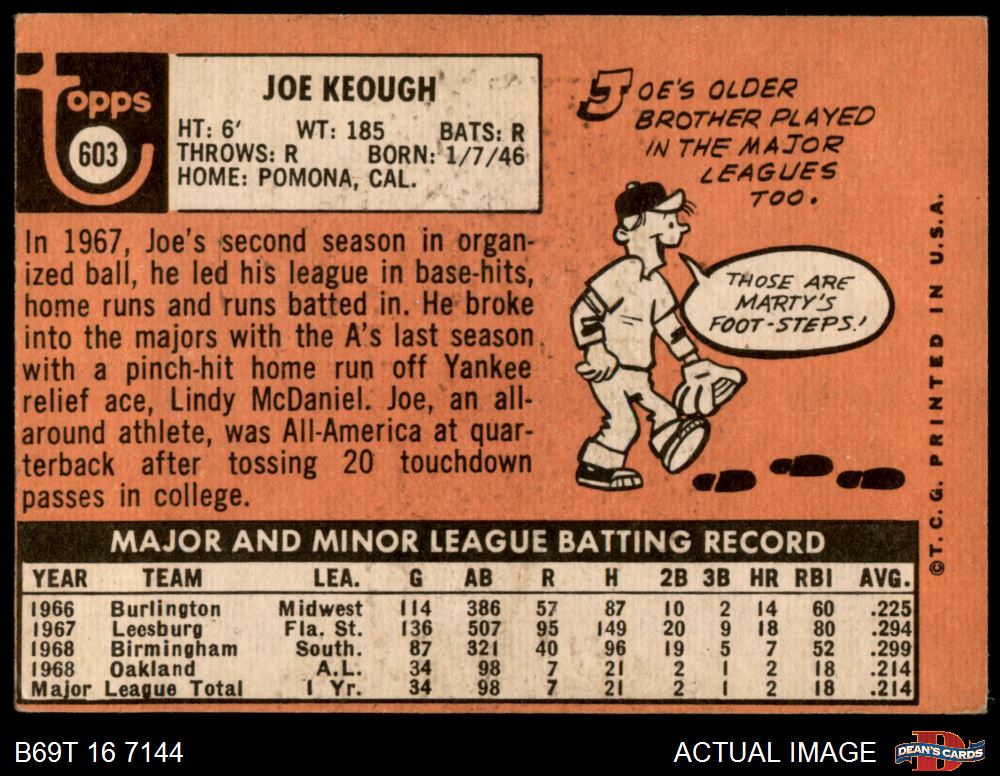 Topps
603
JOE KEOUGH
HT: 6' WT: 185 BATS: R
THROWS: R BORN: 1/7/46
HOME: POMONA, CAL.
In 1967, Joe's second season in organ-
ized ball, he led his league in base-hits,
home runs and runs batted in. He broke
into the majors with the A's last season
with a pinch-hit home run off Yankee
relief ace, Lindy McDaniel. Joe, an all-
around athlete, was All-America at quar-
terback after tossing 20 touchdown
passes in college.
JOE'S OLDER
BROTHER PLAYED
IN THE MAJOR
LEAGUES
TOO.
THOSE ARE
MARTY'S
FOOT-STEPS!
©T. C. G. PRINTED IN U.S.A.
MAJOR AND MINOR LEAGUE BATTING RECORD
YEAR TEAM LEA. G AB R H 2B 3B HR RBI AVG.
1966 Burlington Midwest 114 386 57 87 10 2 14 60 .225
1967 Leesburg Fla. St. 136 507 95 149 20 9 18 80 .294
1968 Birmingham South. 87 321 40 96 19 5 7 52 .299
1968 Oakland A.L. 34 98 7 21 2 1 2 18 .214
Major League Total 1 Yr. 34 98 7 21 2 1 2 18 .214
B69T 16 7144
ACTUAL IMAGE
D
DEAN'S CARDS